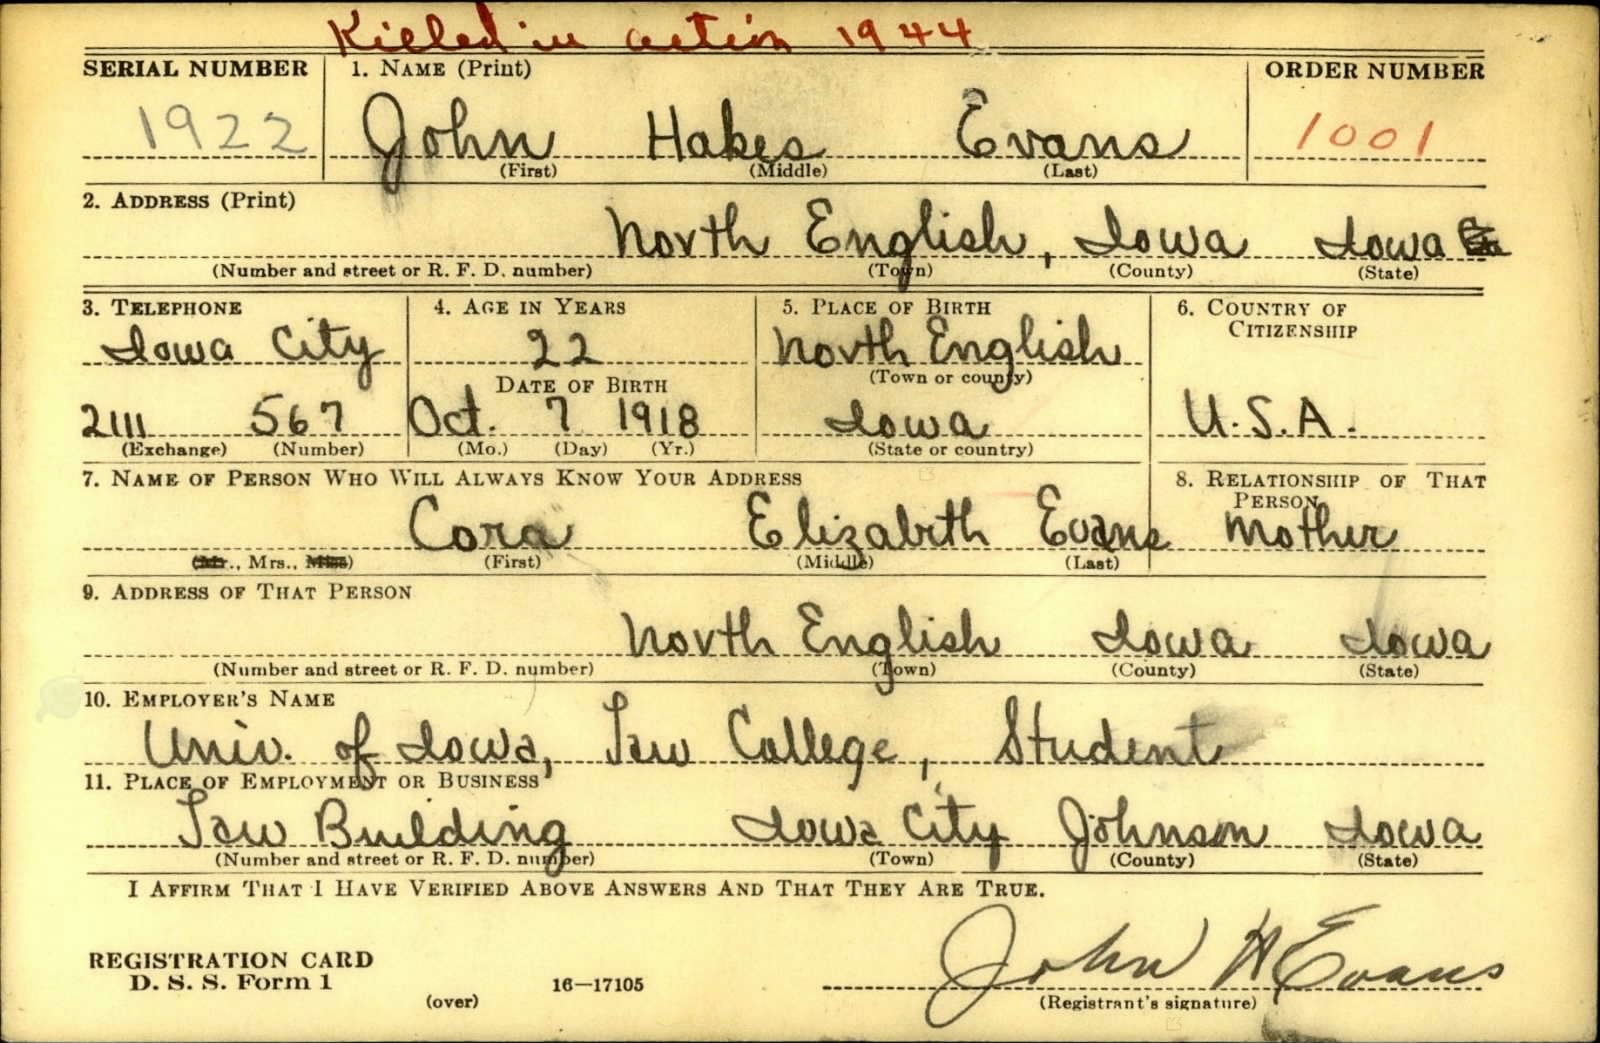 Killed in action 1944
SERIAL NUMBER 1. NAME (Print) ORDER NUMBER
1922 John Hakes Evans 1001
(First) (Middle) (Last)
2. ADDRESS (Print)
North English, Iowa Iowa
(Number and street or R. F. D. number) (Town) (County) (State)
3. TELEPHONE 4. AGE IN YEARS 5. PLACE OF BIRTH 6. COUNTRY OF
CITIZENSHIP
Iowa City 22 North English
(Town or county)
DATE OF BIRTH
2111 567 Oct. 7 1918 Iowa U.S.A.
(Exchange) (Number) (Mo.) (Day) (Yr.) (State or country)
7. NAME OF PERSON WHO WILL ALWAYS KNOW YOUR ADDRESS 8. RELATIONSHIP OF THAT
PERSON
Cora Elizabeth Evans Mother
(Mr., Mrs., Miss) (First) (Middle) (Last)
9. ADDRESS OF THAT PERSON
North English Iowa Iowa
(Number and street or R. F. D. number) (Town) (County) (State)
10. EMPLOYER'S NAME
Univ. of Iowa, Law College, Student
11. PLACE OF EMPLOYMENT OR BUSINESS
Law Building Iowa City Johnson Iowa
(Number and street or R. F. D. number) (Town) (County) (State)
I AFFIRM THAT I HAVE VERIFIED ABOVE ANSWERS AND THAT THEY ARE TRUE.
John H Evans
REGISTRATION CARD
D. S. S. Form 1 16—17105
(over) (Registrant's signature)